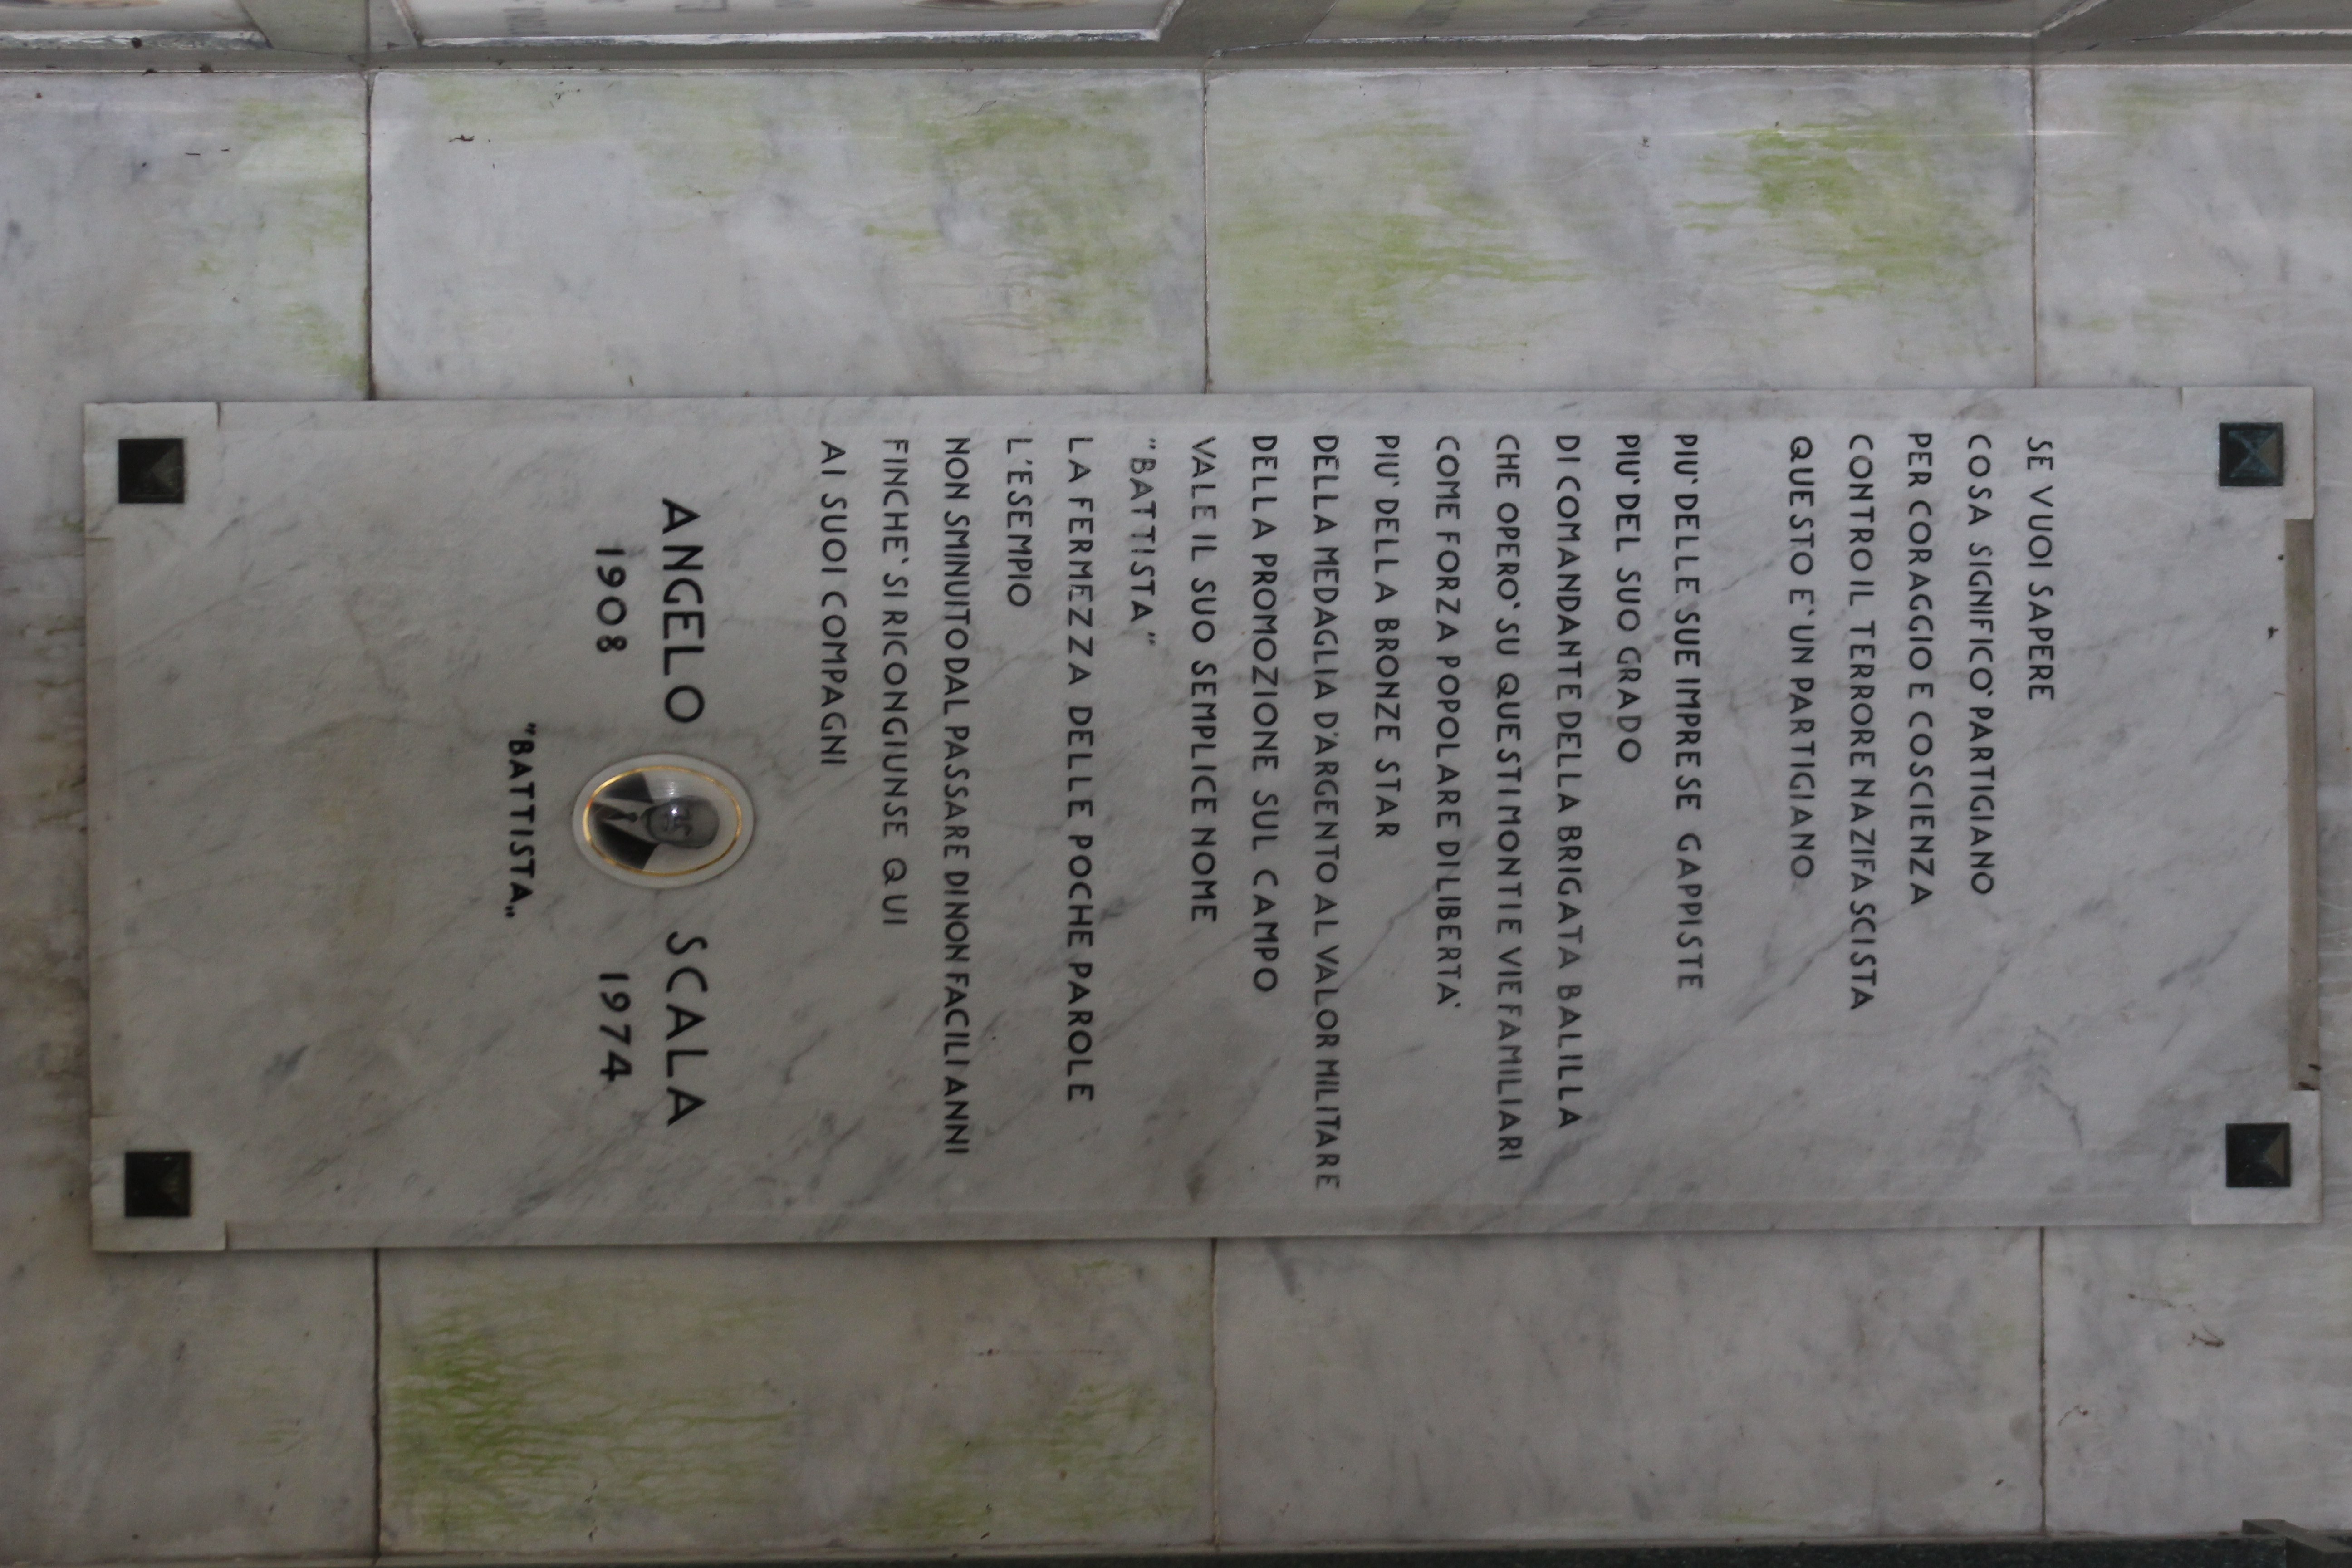 SE VUOI SAPERE
COSA SIGNIFICO' PARTIGIANO
PER CORAGGIO E COSCIENZA
CONTRO IL TERRORE NAZIFASCISTA
QUESTO E' UN PARTIGIANO
PIU' DELLE SUE IMPRESE GAPPISTE
PIU' DEL SUO GRADO
DI COMANDANTE DELLA BRIGATA BALILLA
CHE OPERO' SU QUESTI MONTI E VIE FAMILIARI
COME FORZA POPOLARE DI LIBERTA'
PIU' DELLA BRONZE STAR
DELLA MEDAGLIA D'ARGENTO AL VALOR MILITARE
DELLA PROMOZIONE SUL CAMPO
VALE IL SUO SEMPLICE NOME
"BATTISTA"
LA FERMEZZA DELLE POCHE PAROLE
L'ESEMPIO
NON SMINUITO DAL PASSARE DI NON FACILI ANNI
FINCHE' SI RICONGIUNSE QUI
AI SUOI COMPAGNI
ANGELO SCALA
1908 1974
"BATTISTA„